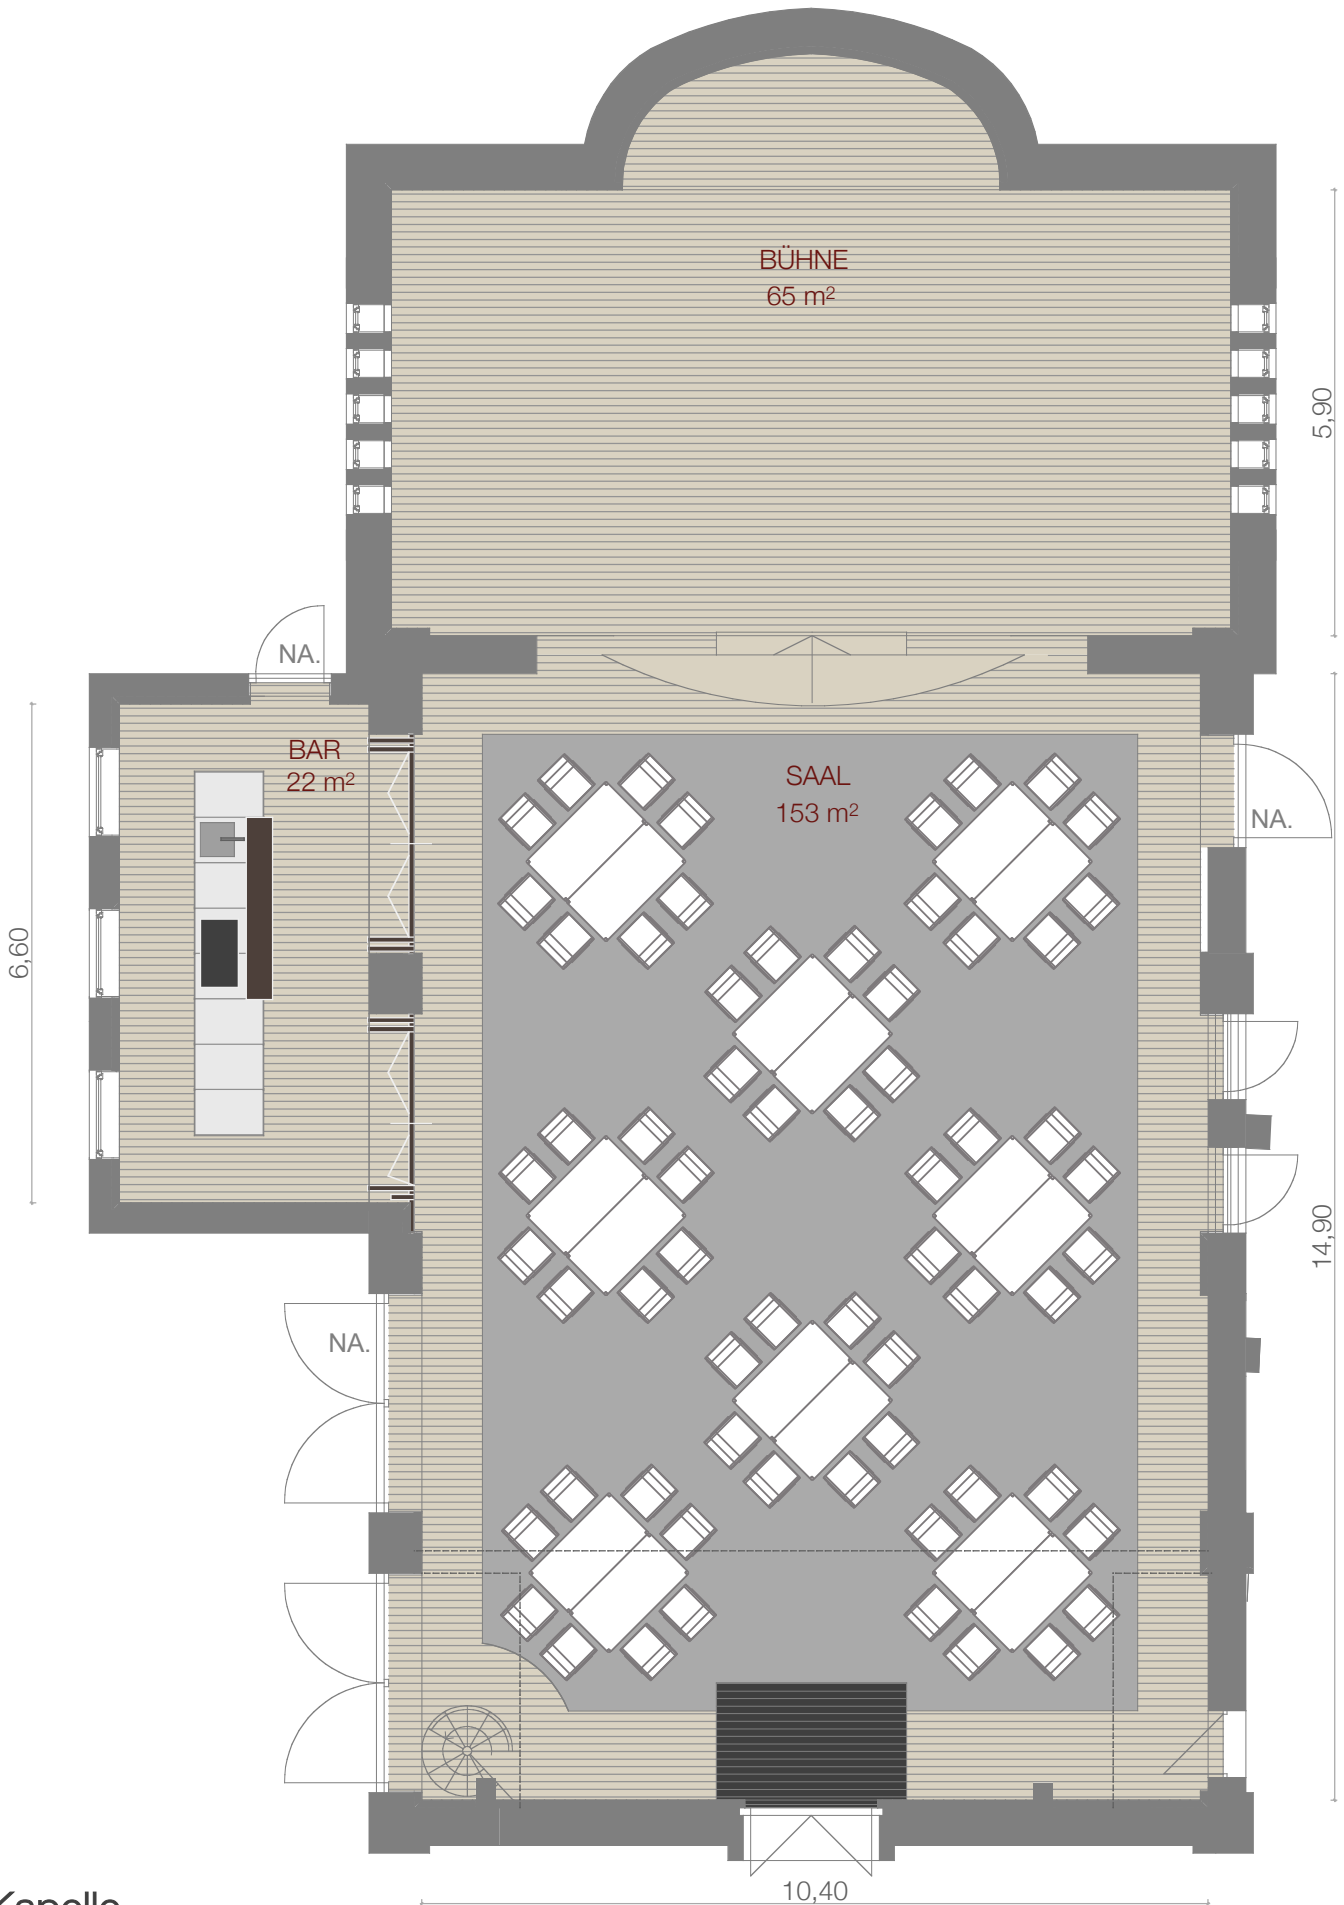 BÜHNE
65 m²
5,90
NA.
BAR
22 m²
SAAL
153 m²
NA.
6,60
14,90
NA.
10,40
Kapelle